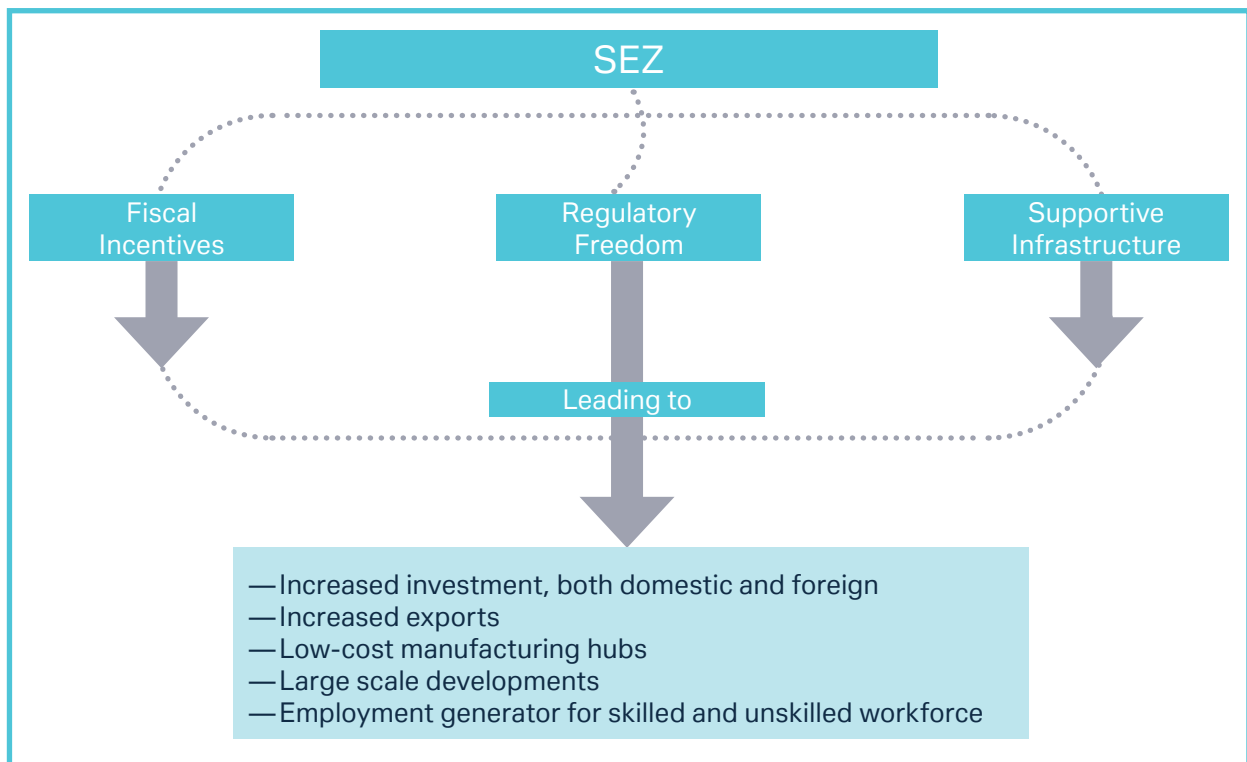 SEZ
Fiscal
Incentives
Regulatory
Freedom
Supportive
Infrastructure
Leading to
—Increased investment, both domestic and foreign
—Increased exports
—Low-cost manufacturing hubs
—Large scale developments
—Employment generator for skilled and unskilled workforce